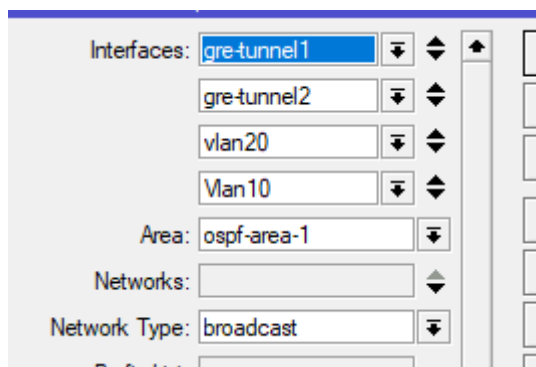 Interfaces: gre-tunnel1
gre-tunnel2
vlan20
Vlan10
Area: ospf-area-1
Networks:
Network Type: broadcast